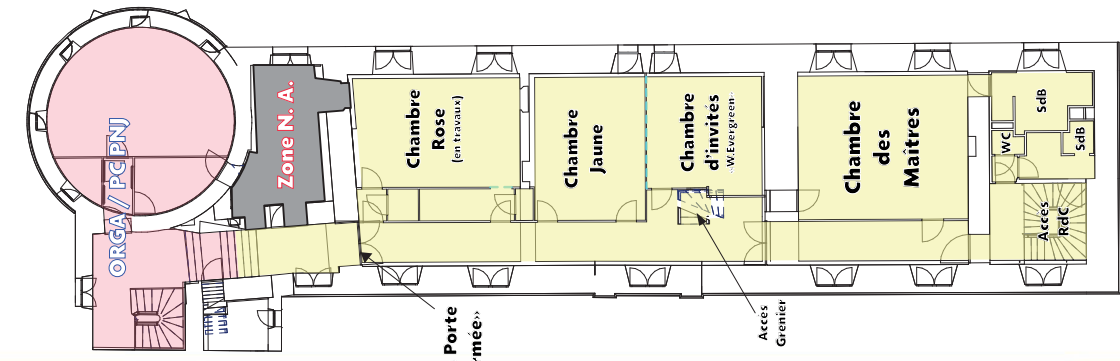 ORGA / PC PNJ
Zone N. A.
Chambre
Rose
(en travaux)
Chambre
Jaune
Chambre
d'invités
-W.Evergreen-
Chambre
des
Maîtres
SdB
WC
SdB
Accès
RdC
Porte
mée»
Accès
Grenier